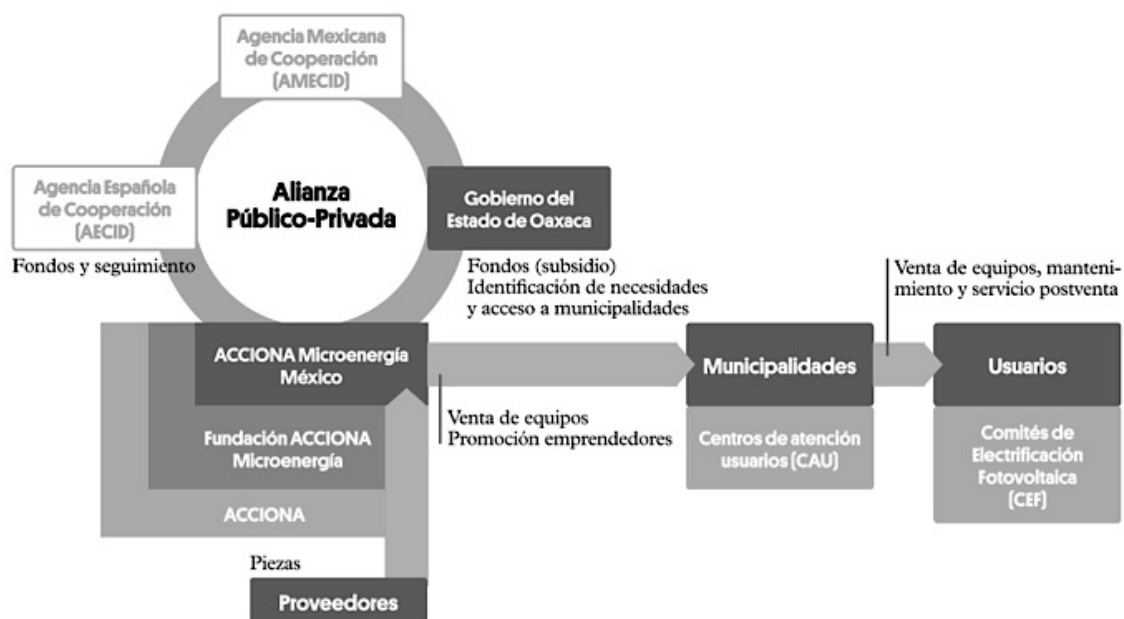 Agencia Mexicana
de Cooperación
(AMECID)
Agencia Española
de Cooperación
(AECID)
Fondos y seguimiento
Alianza
Público-Privada
Gobierno del
Estado de Oaxaca
Fondos (subsidio)
Identificación de necesidades
y acceso a municipalidades
ACCIONA Microenergía
México
Fundación ACCIONA
Microenergía
ACCIONA
Piezas
Proveedores
Venta de equipos
Promoción emprendedores
Municipalidades
Centros de atención
usuarios (CAU)
Venta de equipos, manteni-
miento y servicio postventa
Usuarios
Comités de
Electrificación
Fotovoltaica
(CEF)